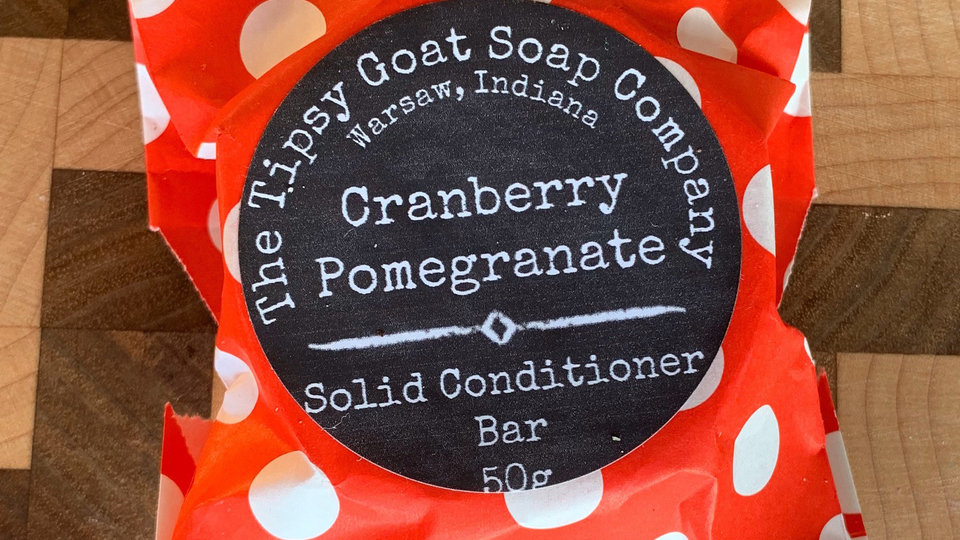 The Tipsy Goat Soap Company
Warsaw, Indiana
Cranberry
Pomegranate
Solid Conditioner
Bar
50g